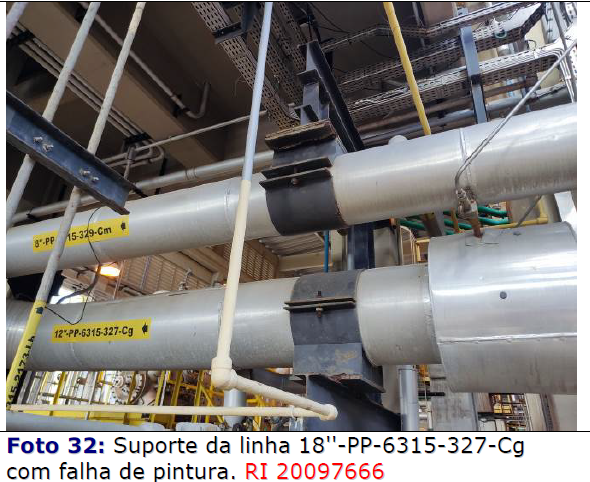 8"-PP-6315-329-Cm
12"-PP-6315-327-Cg
Foto 32: Suporte da linha 18''-PP-6315-327-Cg
com falha de pintura. RI 20097666